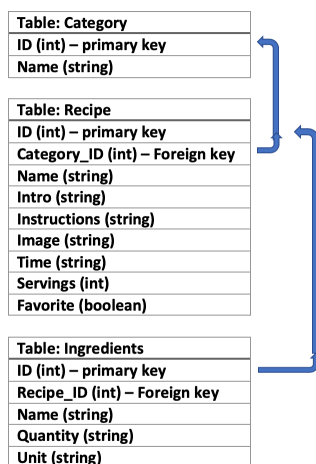 Table: Category
ID (int) – primary key
Name (string)
Table: Recipe
ID (int) – primary key
Category_ID (int) – Foreign key
Name (string)
Intro (string)
Instructions (string)
Image (string)
Time (string)
Servings (int)
Favorite (boolean)
Table: Ingredients
ID (int) – primary key
Recipe_ID (int) – Foreign key
Name (string)
Quantity (string)
Unit (string)